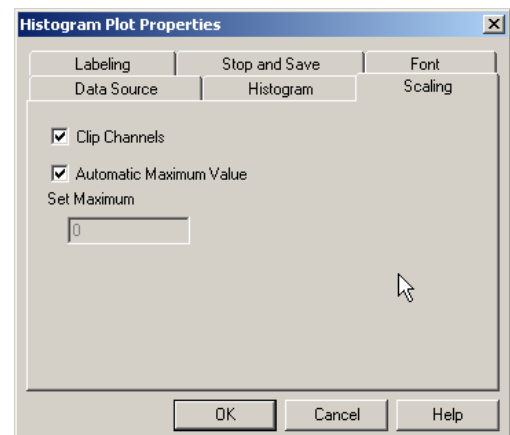 Histogram Plot Properties
Labeling Stop and Save Font
Data Source Histogram Scaling
Clip Channels
Automatic Maximum Value
Set Maximum
0
OK Cancel Help